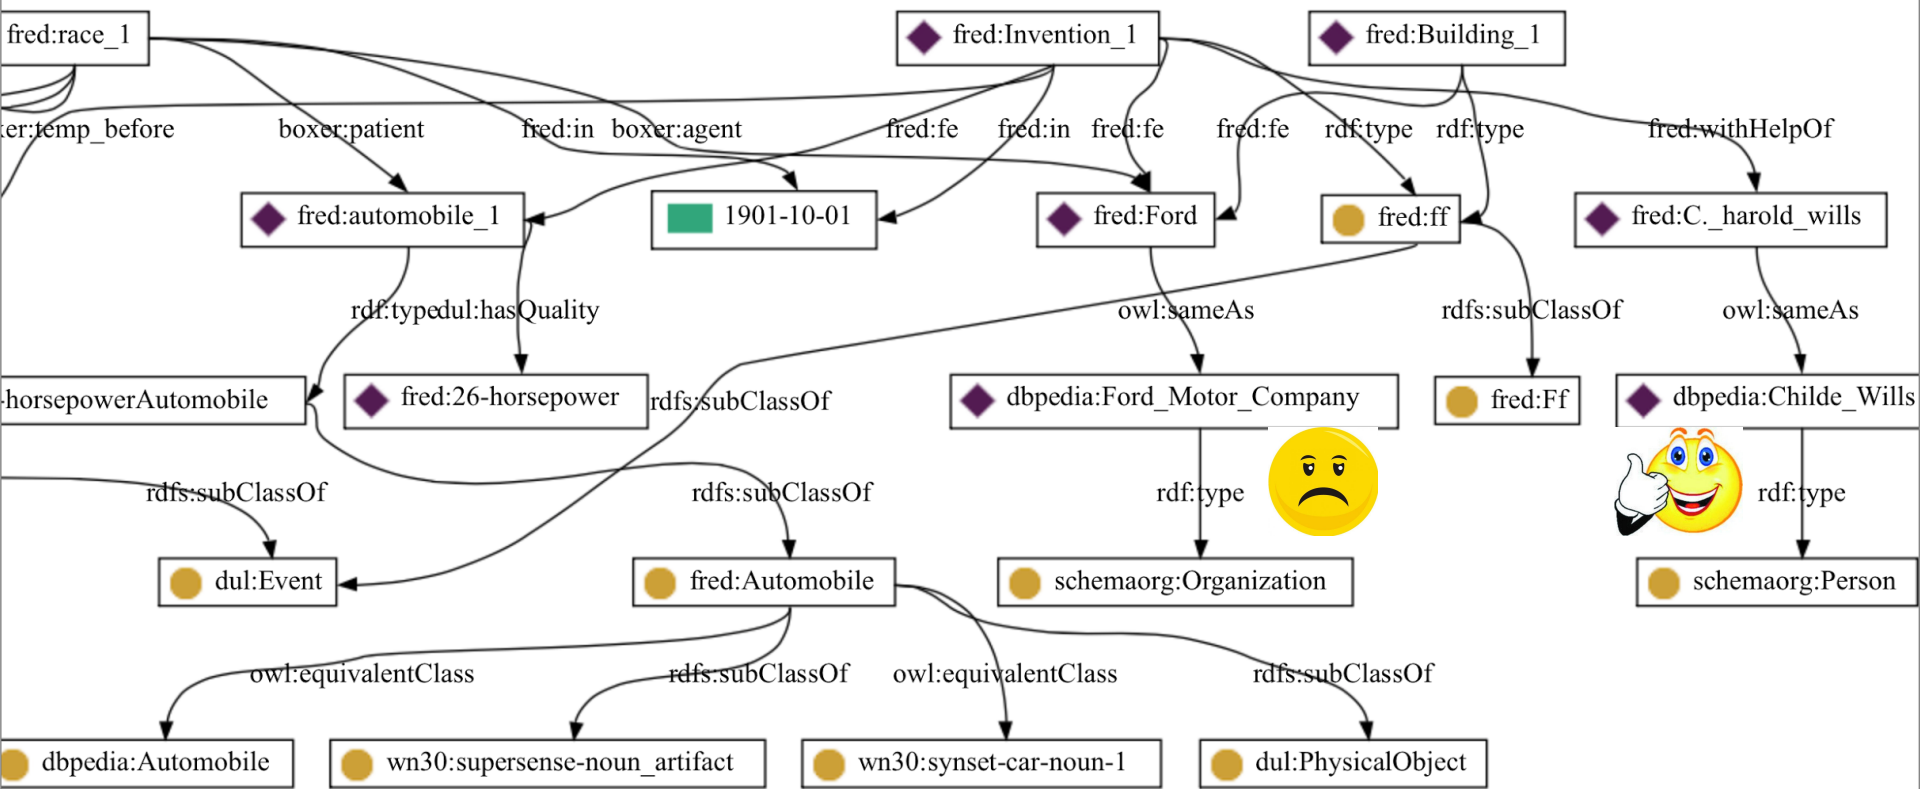 fred:race_1
fred:Invention_1
fred:Building_1
ker:temp_before
boxer:patient
fred:in
boxer:agent
fred:fe
fred:in
fred:fe
fred:fe
rdf:type
rdf:type
fred:withHelpOf
fred:automobile_1
1901-10-01
fred:Ford
fred:ff
fred:C._harold_wills
rdf:type
dul:hasQuality
owl:sameAs
rdfs:subClassOf
owl:sameAs
-horsepowerAutomobile
fred:26-horsepower
rdfs:subClassOf
dbpedia:Ford_Motor_Company
fred:Ff
dbpedia:Childe_Wills
rdfs:subClassOf
rdfs:subClassOf
rdf:type
rdf:type
dul:Event
fred:Automobile
schemaorg:Organization
schemaorg:Person
owl:equivalentClass
rdfs:subClassOf
owl:equivalentClass
rdfs:subClassOf
dbpedia:Automobile
wn30:supersense-noun_artifact
wn30:synset-car-noun-1
dul:PhysicalObject